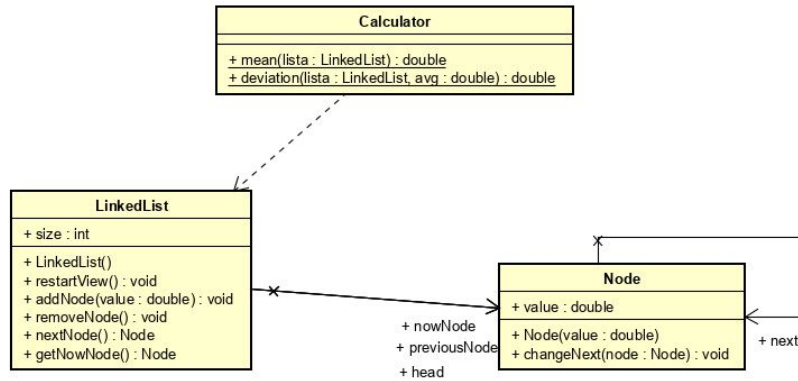 Calculator
+ mean(lista : LinkedList) : double
+ deviation(lista : LinkedList, avg : double) : double
LinkedList
+ size : int
+ LinkedList()
+ restartView() : void
+ addNode(value : double) : void
+ removeNode() : void
+ nextNode() : Node
+ getNowNode() : Node
+ nowNode
+ previousNode
+ head
Node
+ value : double
+ Node(value : double)
+ changeNext(node : Node) : void
+ next